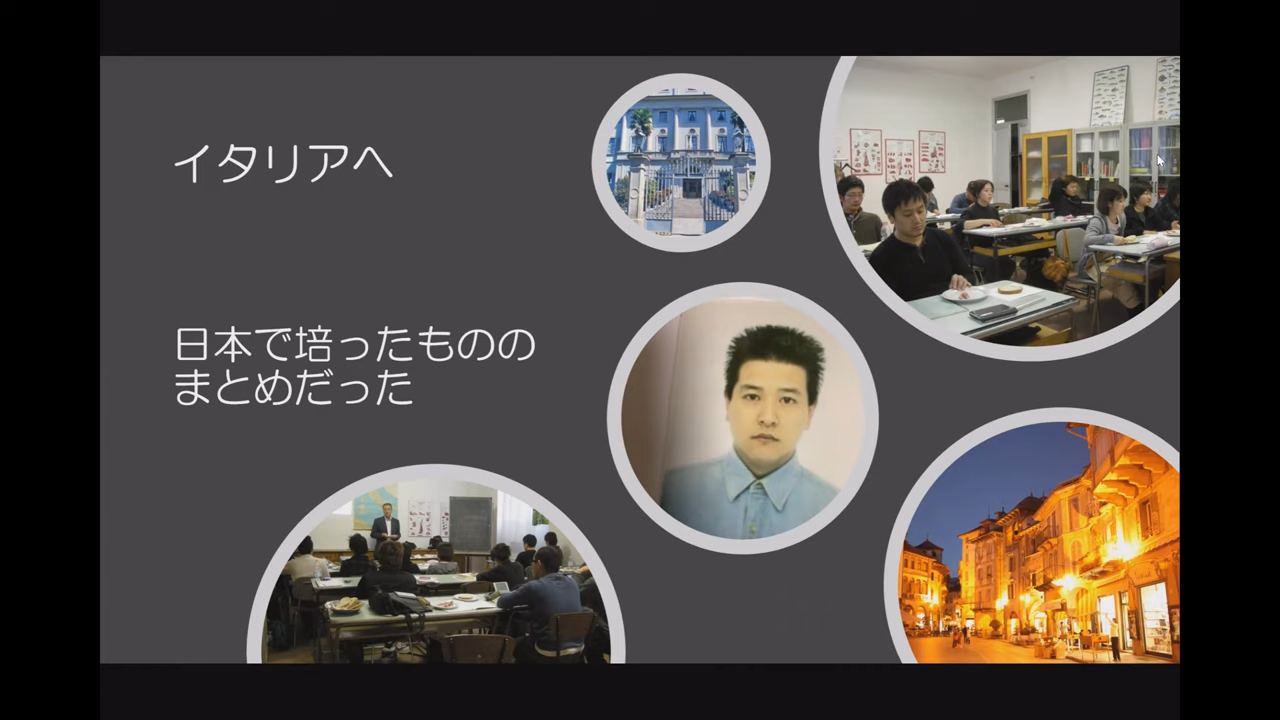 イタリアへ
日本で培ったものの
まとめだった